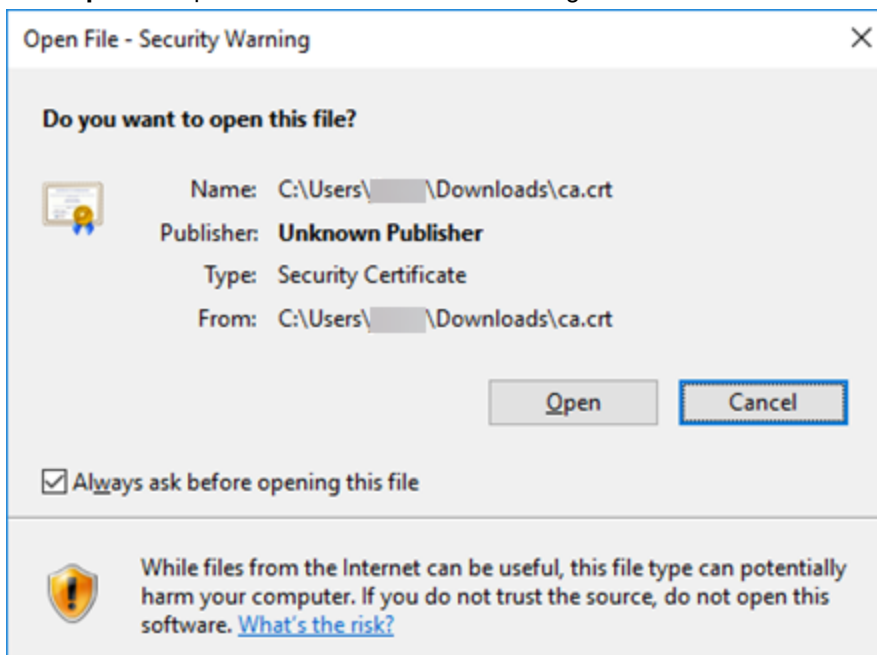 Open File - Security Warning
Do you want to open this file?
Name: C:\Users\ \Downloads\ca.crt
Publisher: Unknown Publisher
Type: Security Certificate
From: C:\Users\ \Downloads\ca.crt
Open Cancel
Always ask before opening this file
While files from the Internet can be useful, this file type can potentially
harm your computer. If you do not trust the source, do not open this
software. What's the risk?